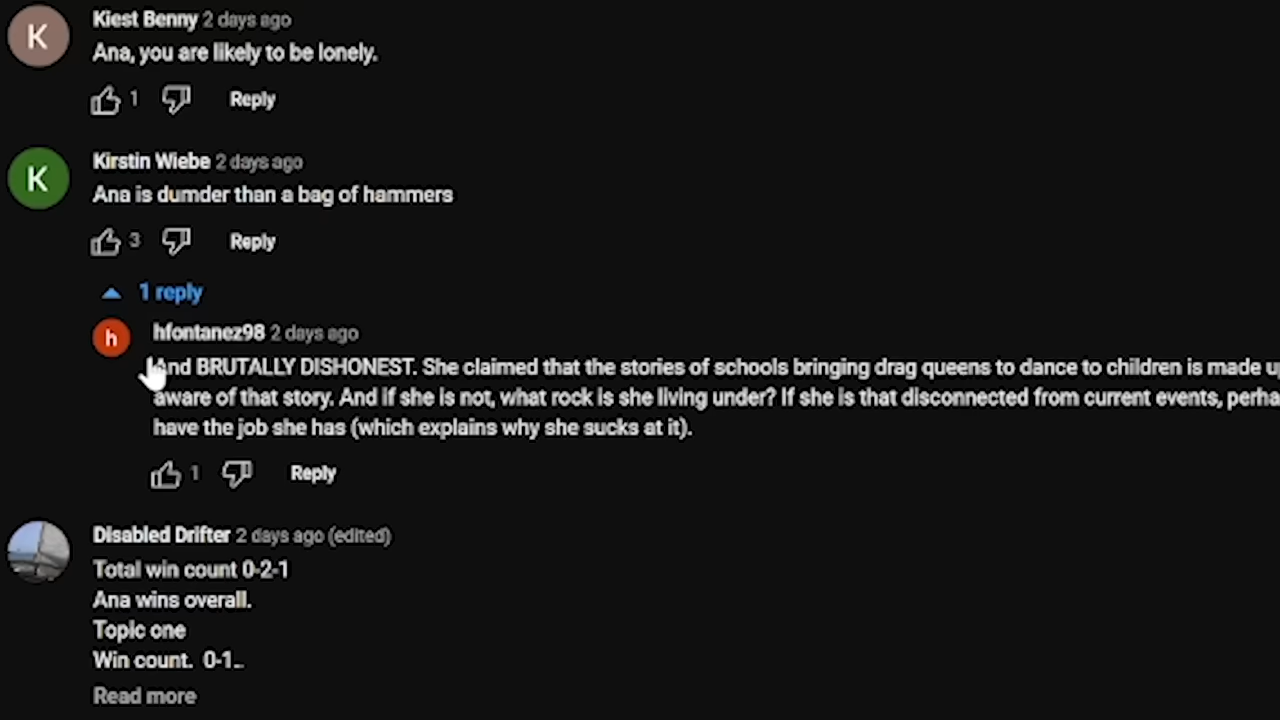 K
Kiest Benny 2 days ago
Ana, you are likely to be lonely.
1 Reply
K
Kirstin Wiebe 2 days ago
Ana is dumder than a bag of hammers
3 Reply
1 reply
h
hfontanez98 2 days ago
And BRUTALLY DISHONEST. She claimed that the stories of schools bringing drag queens to dance to children is made
aware of that story. And if she is not, what rock is she living under? If she is that disconnected from current events,
have the job she has (which explains why she sucks at it).
1 Reply
Disabled Drifter 2 days ago (edited)
Total win count 0-2-1
Ana wins overall.
Topic one
Win count. 0-1..
Read more